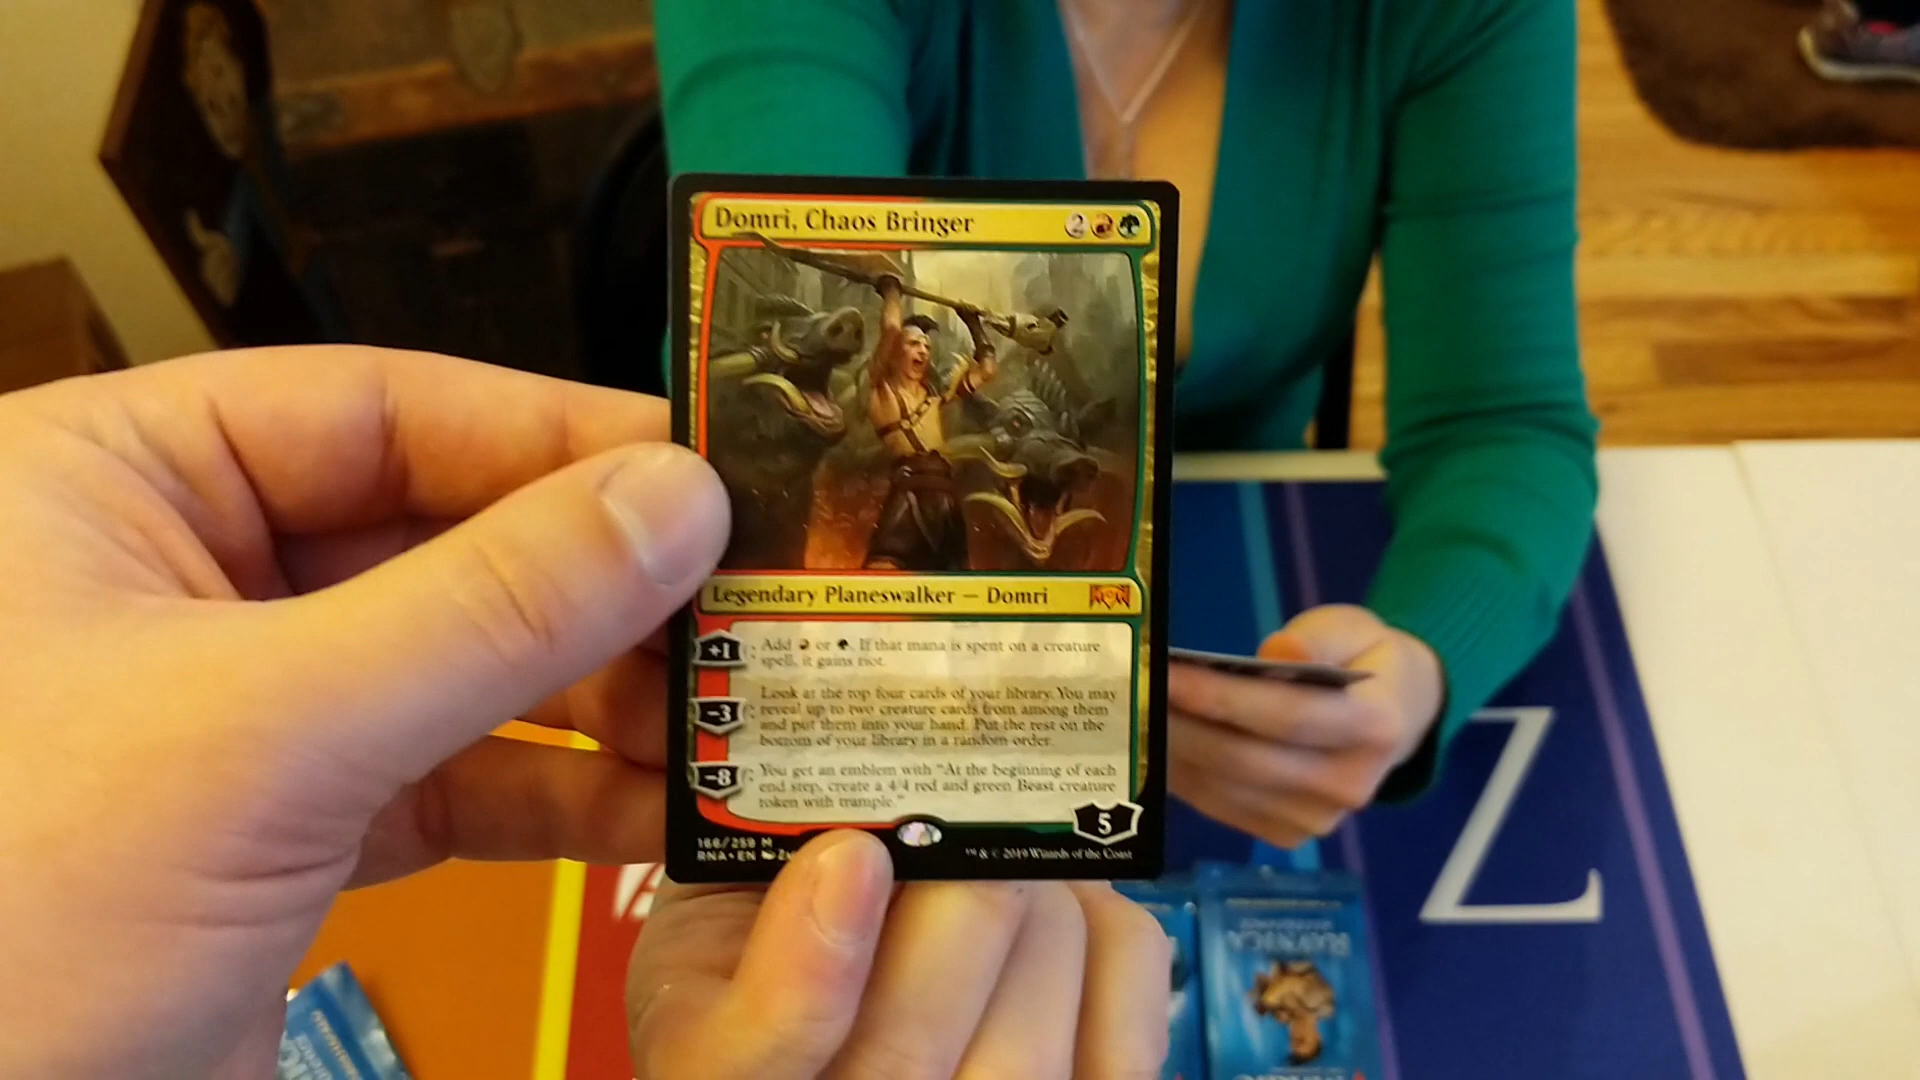 Domri, Chaos Bringer 2
Legendary Planeswalker — Domri
+1: Add or . If that mana is spent on a creature
spell, it gains riot.
Look at the top four cards of your library. You may
-3: reveal up to two creature cards from among them
and put them into your hand. Put the rest on the
bottom of your library in a random order.
-8: You get an emblem with “At the beginning of each
end step, create a 4/4 red and green Beast creature
token with trample.”
5
166/259 M
RNA • EN
™ & © 2019 Wizards of the Coast
Z
RAVNICA